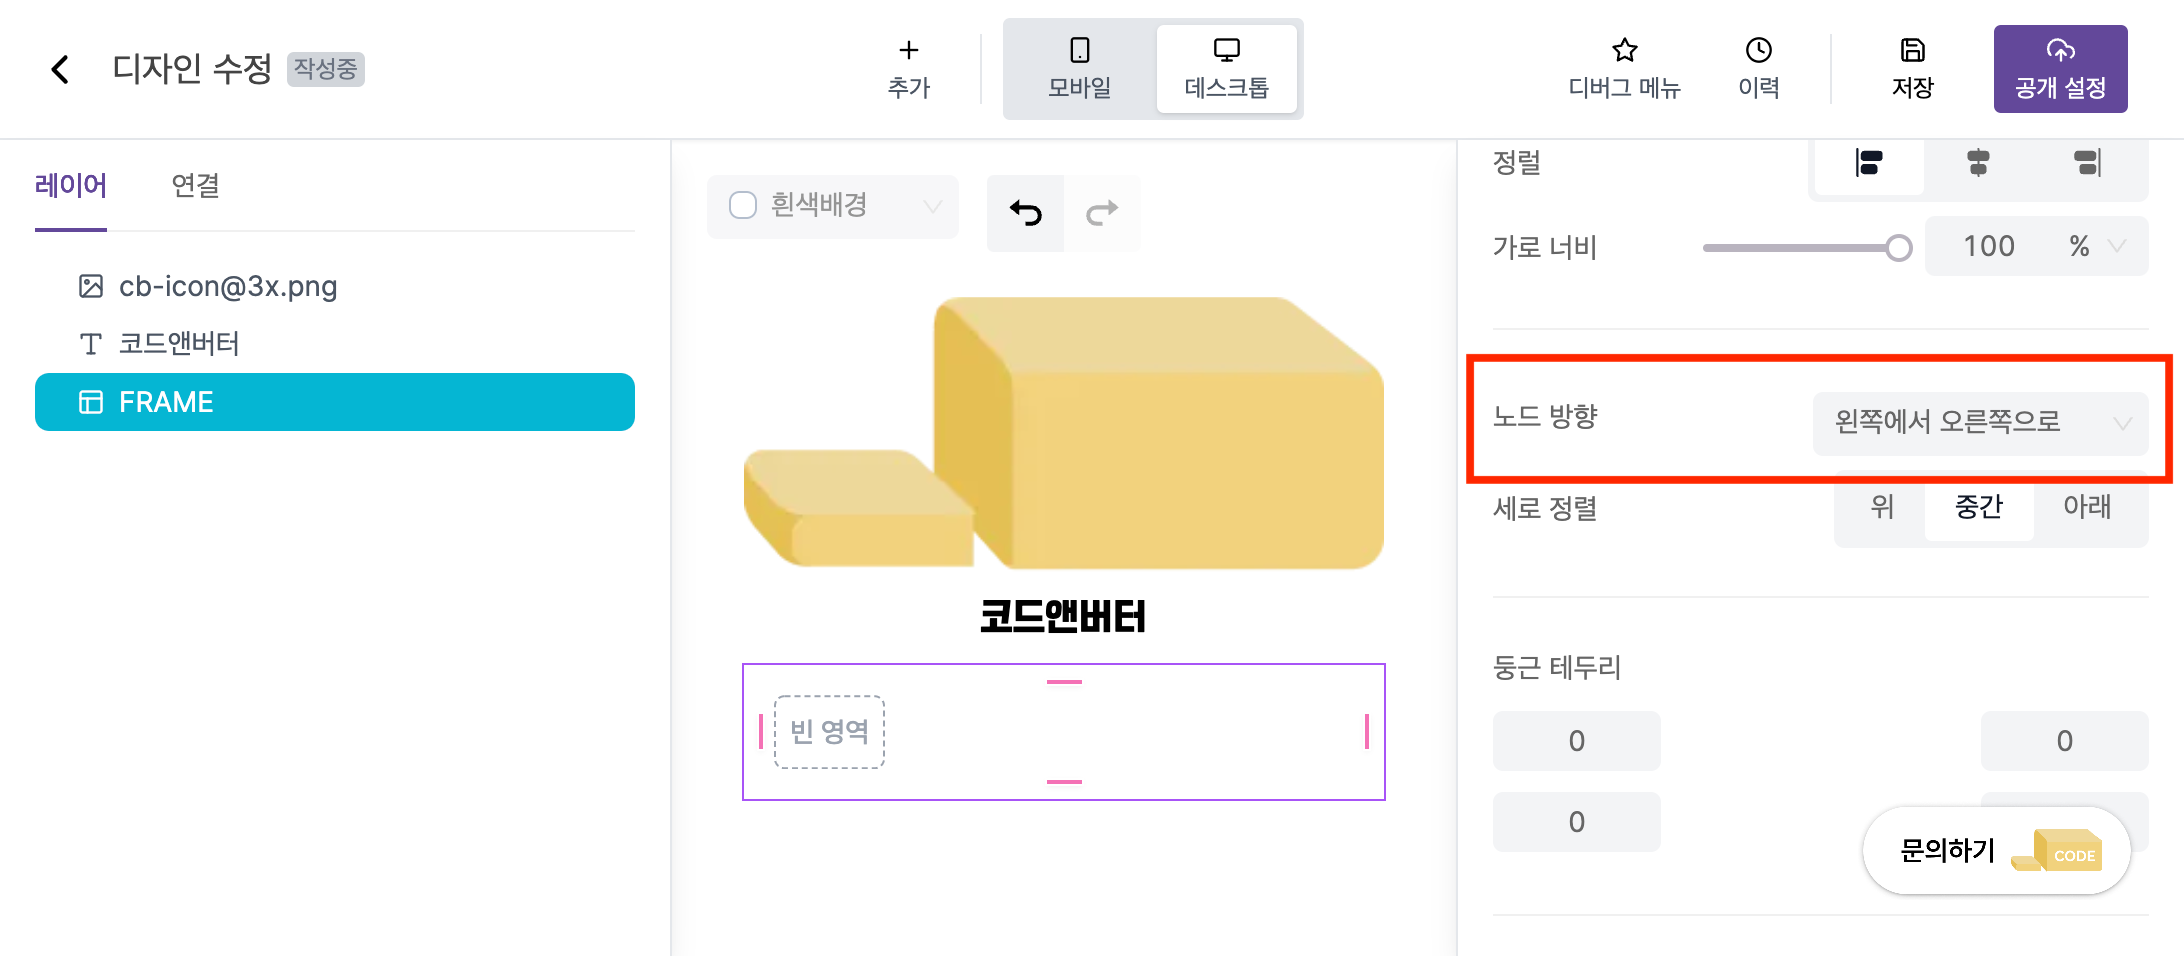 디자인 수정 작성중
추가
모바일
데스크톱
디버그 메뉴
이력
저장
공개 설정
레이어
연결
cb-icon@3x.png
코드앤버터
FRAME
흰색배경
코드앤버터
빈 영역
정렬
가로 너비
100 %
노드 방향
왼쪽에서 오른쪽으로
세로 정렬
위
중간
아래
둥근 테두리
0
0
0
문의하기
CODE